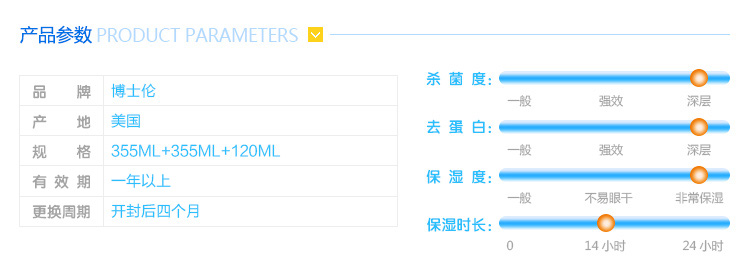 产品参数 PRODUCT PARAMETERS
品牌 博士伦
产地 美国
规格 355ML+355ML+120ML
有效期 一年以上
更换周期 开封后四个月
杀菌度:
一般 强效 深层
去蛋白:
一般 强效 深层
保湿度:
一般 不易眼干 非常保湿
保湿时长:
0 14小时 24小时